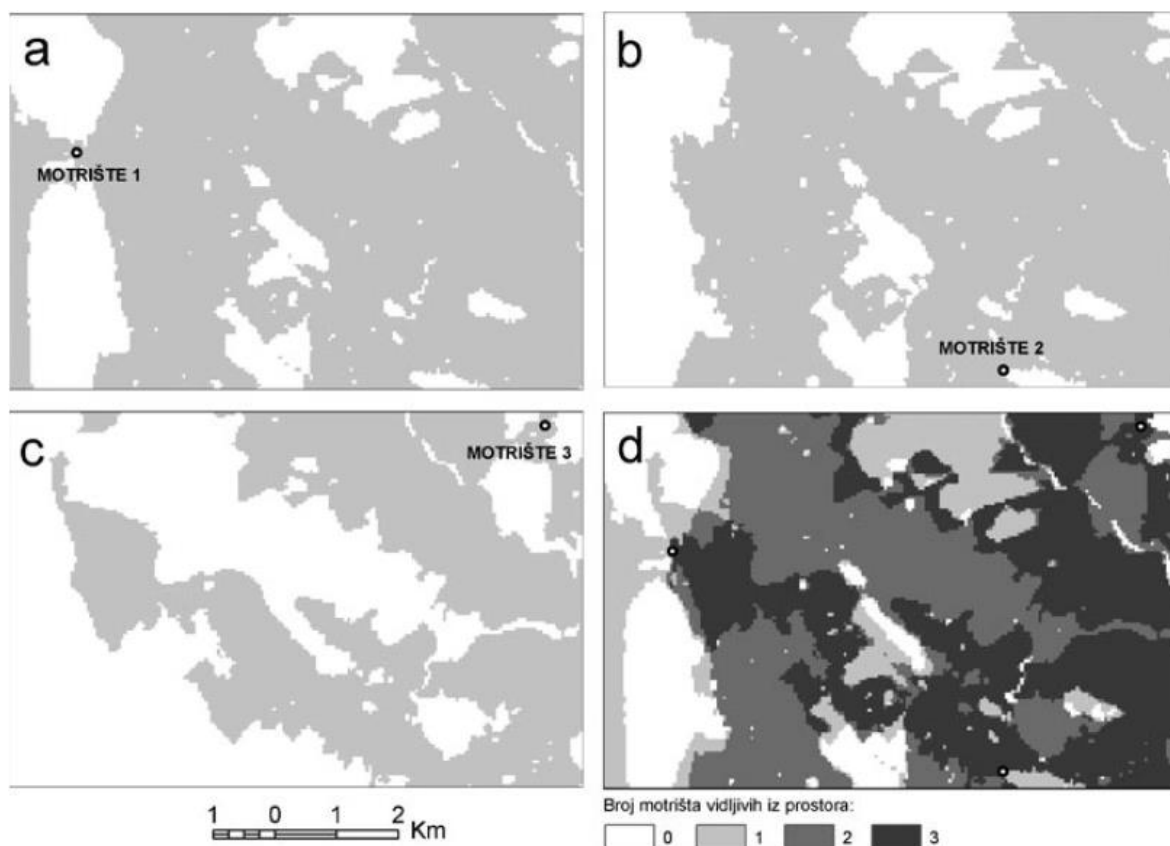 a
MOTRIŠTE 1
b
MOTRIŠTE 2
c
MOTRIŠTE 3
d
1 0 1 2
Km
Broj motrišta vidljivih iz prostora:
0 1 2 3